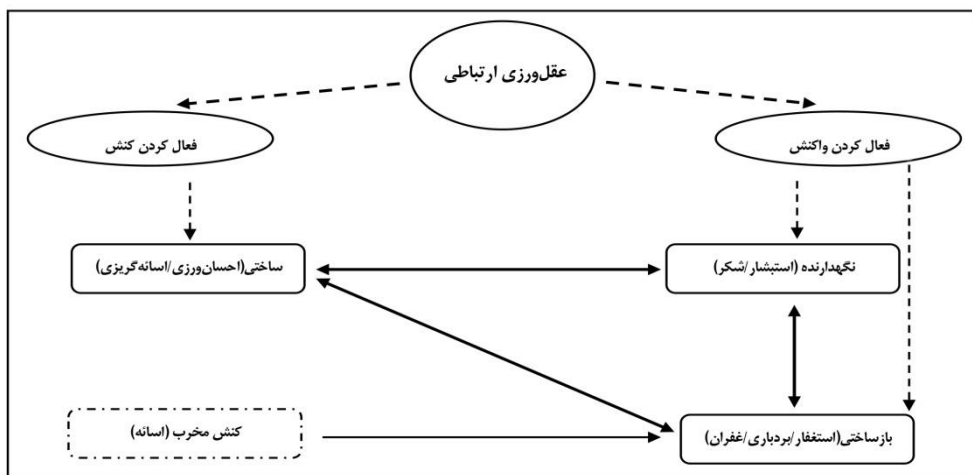 عقل‌ورزی ارتباطی
فعال کردن واکنش
فعال کردن کنش
نگهدارنده (استبشار/شکر)
ساختی(احسان‌ورزی/اسائه‌گریزی)
بازساختی(استغفار/بردباری/غفران)
کنش مخرب (اسائه)